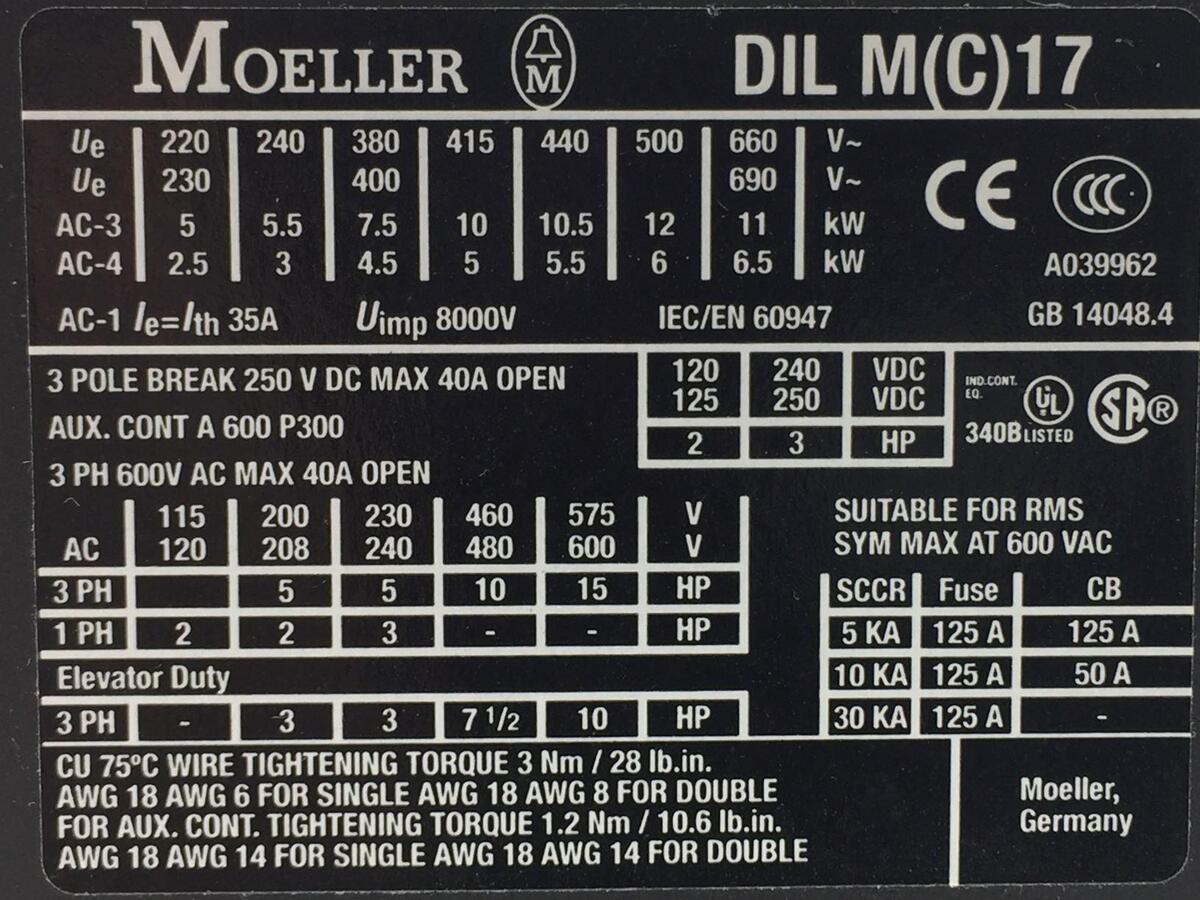 MOELLER M DIL M(C)17
Ue 220 240 380 415 440 500 660 V~
Ue 230 400 690 V~
AC-3 5 5.5 7.5 10 10.5 12 11 kW
AC-4 2.5 3 4.5 5 5.5 6 6.5 kW
CE CCC
A039962
AC-1 Ie=Ith 35A Uimp 8000V IEC/EN 60947 GB 14048.4
3 POLE BREAK 250 V DC MAX 40A OPEN
AUX. CONT A 600 P300
3 PH 600V AC MAX 40A OPEN
120 240 VDC
125 250 VDC
2 3 HP
IND.CONT.
EQ.
340B UL LISTED SA ®
115 200 230 460 575 V
AC 120 208 240 480 600 V
3 PH 5 5 10 15 HP
1 PH 2 2 3 - - HP
Elevator Duty
3 PH - 3 3 7 1/2 10 HP
SUITABLE FOR RMS
SYM MAX AT 600 VAC
SCCR Fuse CB
5 KA 125 A 125 A
10 KA 125 A 50 A
30 KA 125 A -
CU 75ºC WIRE TIGHTENING TORQUE 3 Nm / 28 lb.in.
AWG 18 AWG 6 FOR SINGLE AWG 18 AWG 8 FOR DOUBLE
FOR AUX. CONT. TIGHTENING TORQUE 1.2 Nm / 10.6 lb.in.
AWG 18 AWG 14 FOR SINGLE AWG 18 AWG 14 FOR DOUBLE
Moeller,
Germany